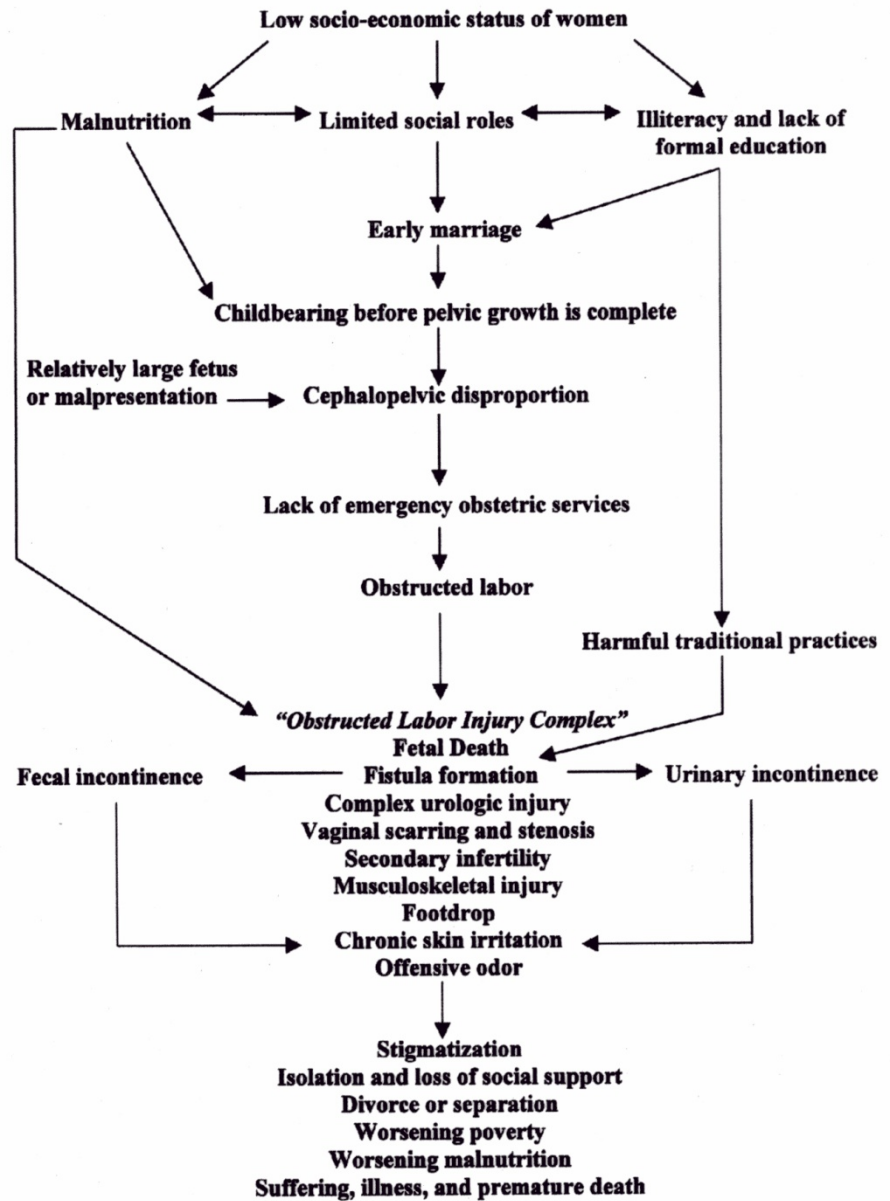 Low socio-economic status of women
Malnutrition
Limited social roles
Illiteracy and lack of
formal education
Early marriage
Childbearing before pelvic growth is complete
Relatively large fetus
or malpresentation
Cephalopelvic disproportion
Lack of emergency obstetric services
Obstructed labor
Harmful traditional practices
“Obstructed Labor Injury Complex”
Fetal Death
Fecal incontinence
Fistula formation
Urinary incontinence
Complex urologic injury
Vaginal scarring and stenosis
Secondary infertility
Musculoskeletal injury
Footdrop
Chronic skin irritation
Offensive odor
Stigmatization
Isolation and loss of social support
Divorce or separation
Worsening poverty
Worsening malnutrition
Suffering, illness, and premature death